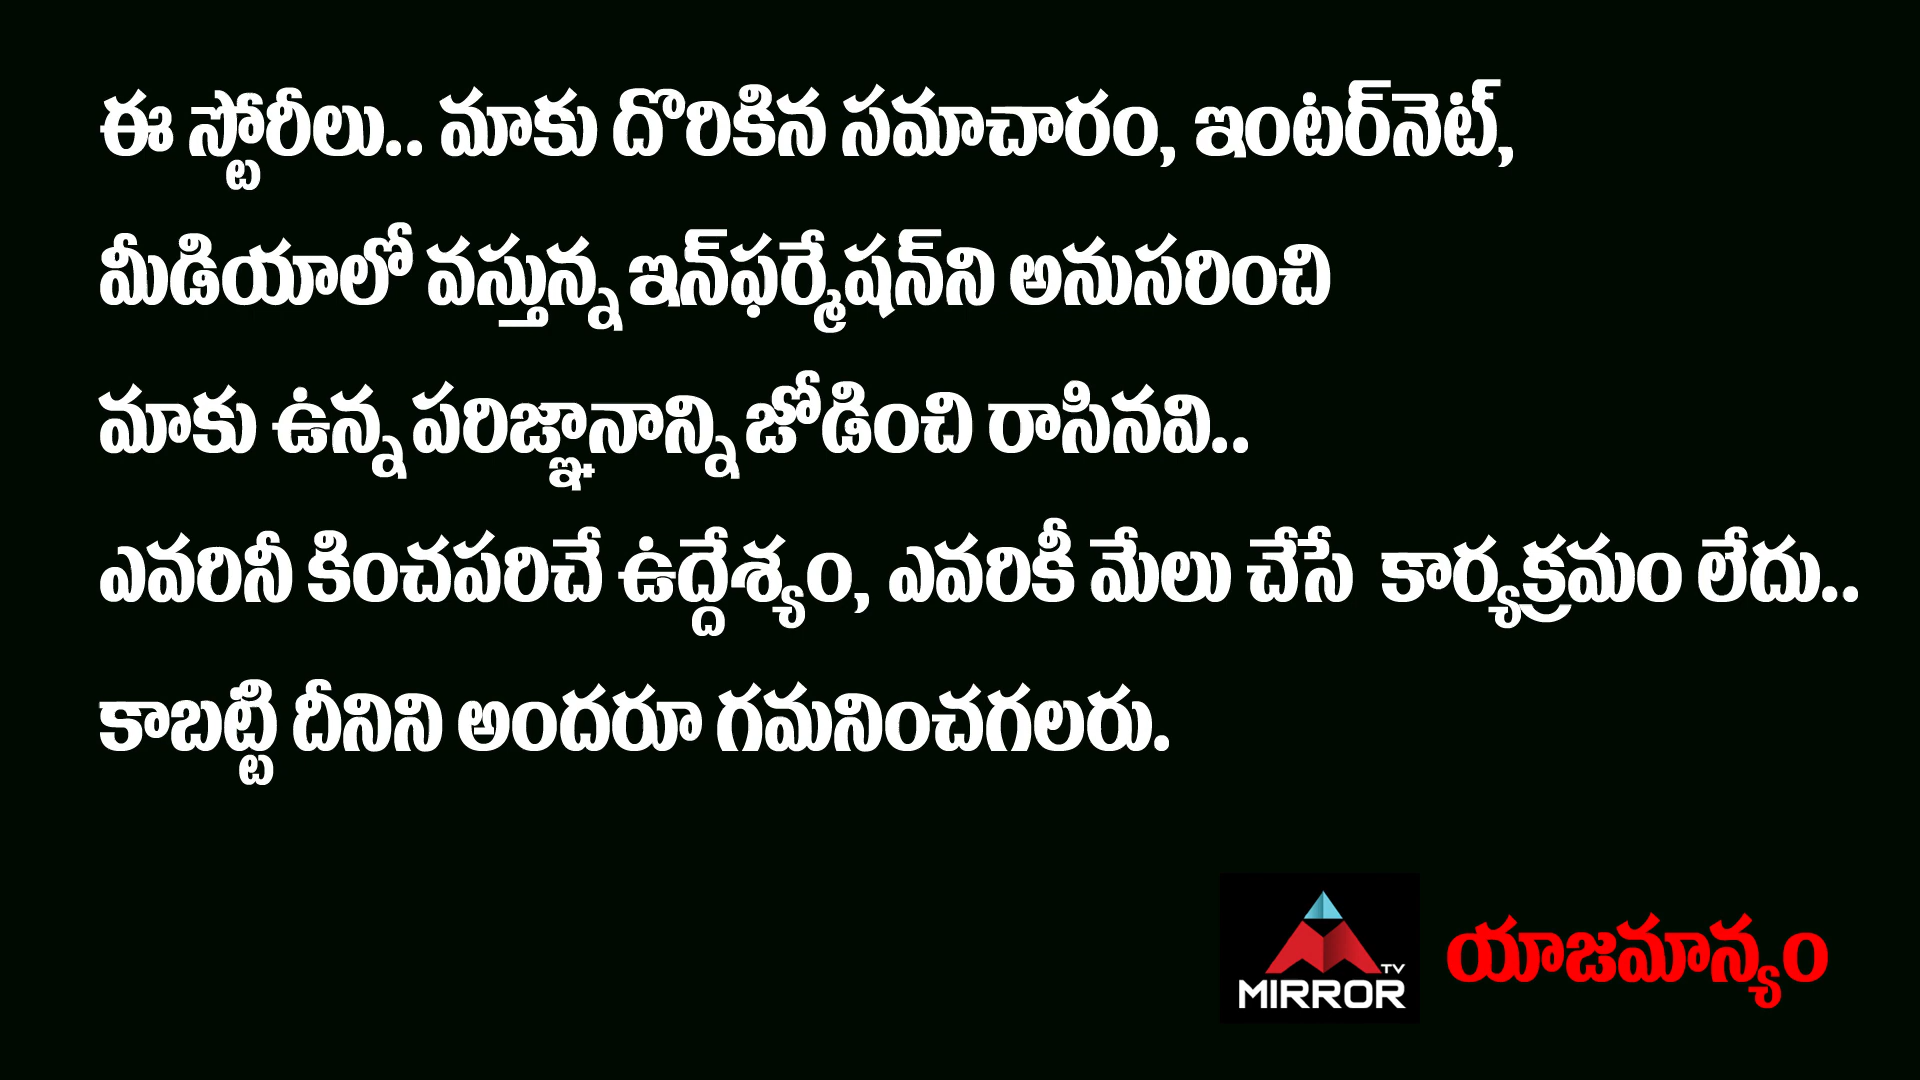 ఈ స్టోరీలు.. మాకు దొరికిన సమాచారం, ఇంటర్‌నెట్,
మీడియాలో వస్తున్న ఇన్‌ఫర్మేషన్‌ని అనుసరించి
మాకు ఉన్న పరిజ్ఞానాన్ని జోడించి రాసినవి..
ఎవరినీ కించపరిచే ఉద్దేశ్యం, ఎవరికీ మేలు చేసే కార్యక్రమం లేదు..
కాబట్టి దీనిని అందరూ గమనించగలరు.
TV
MIRROR
యాజమాన్యం